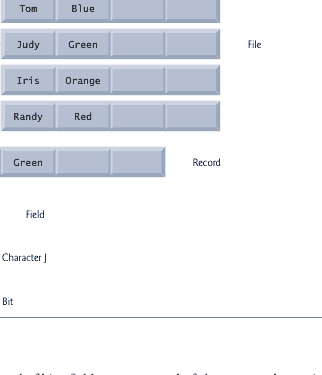 Tom Blue
Judy Green File
Iris Orange
Randy Red
Green Record
Field
Character J
Bit